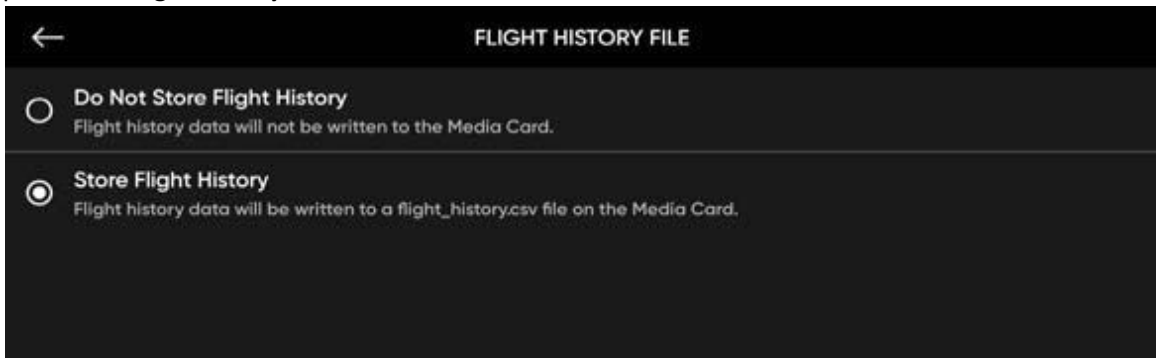 FLIGHT HISTORY FILE
Do Not Store Flight History
Flight history data will not be written to the Media Card.
Store Flight History
Flight history data will be written to a flight_history.csv file on the Media Card.